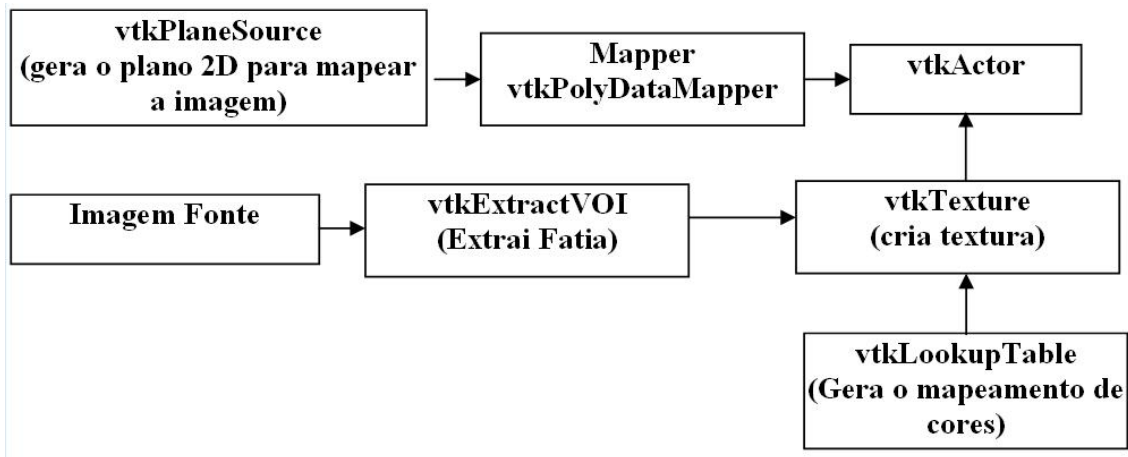 vtkPlaneSource
(gera o plano 2D para mapear
a imagem)
Mapper
vtkPolyDataMapper
vtkActor
Imagem Fonte
vtkExtractVOI
(Extrai Fatia)
vtkTexture
(cria textura)
vtkLookupTable
(Gera o mapeamento de
cores)